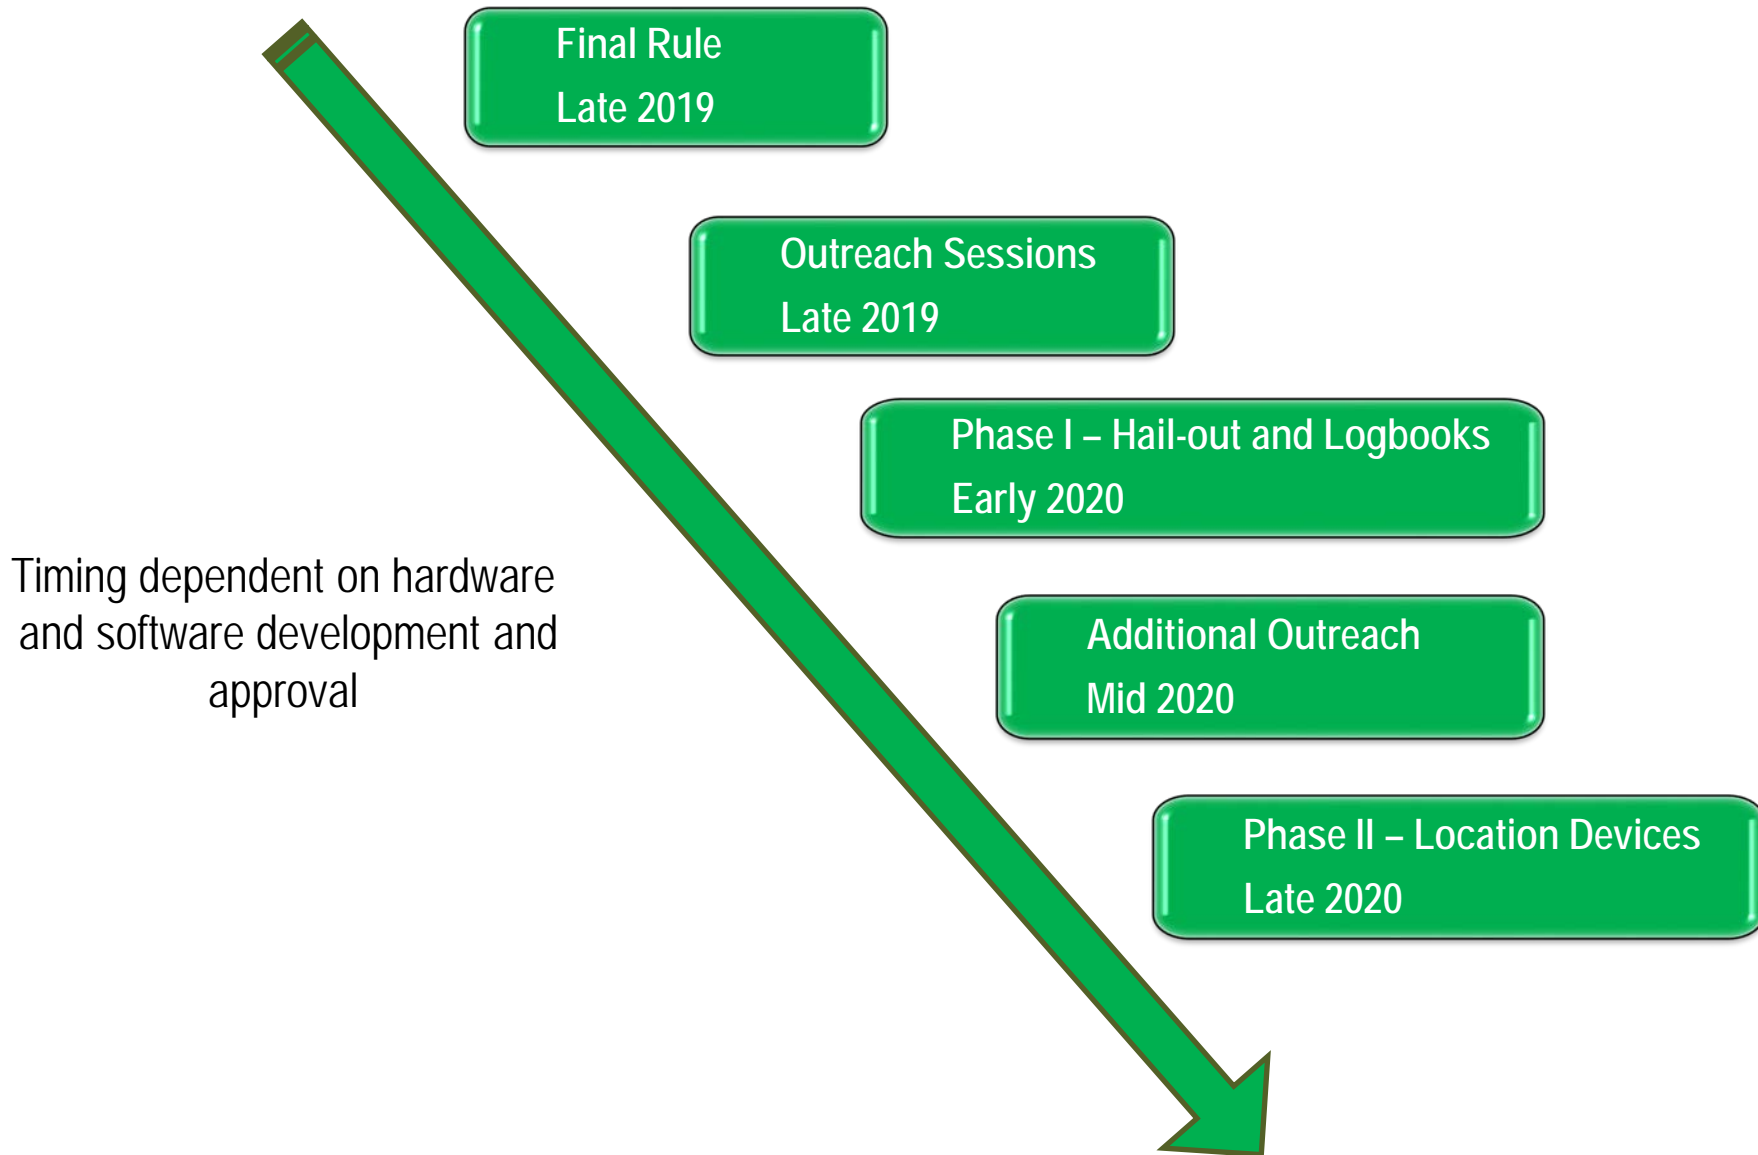 Final Rule
Late 2019
Outreach Sessions
Late 2019
Phase I – Hail-out and Logbooks
Early 2020
Timing dependent on hardware
and software development and
approval
Additional Outreach
Mid 2020
Phase II – Location Devices
Late 2020